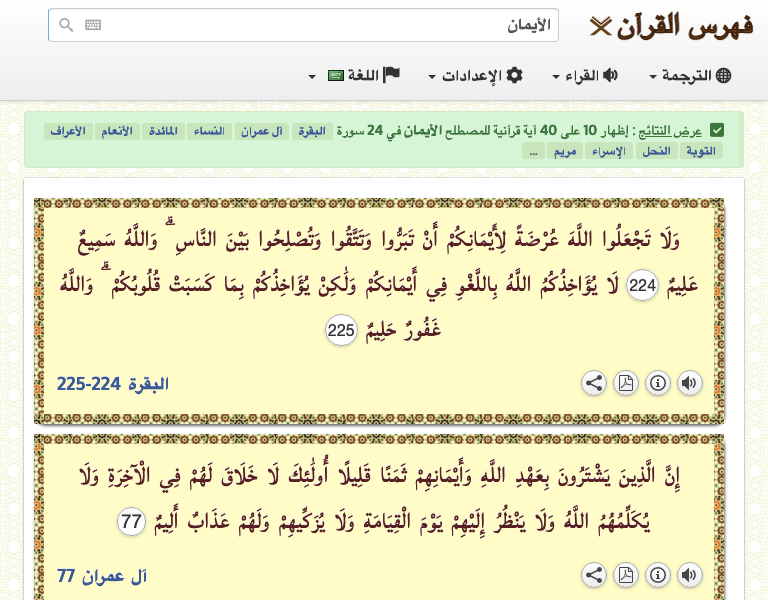 فهرس القرآن
الأيمان
الترجمة القراء الإعدادات اللغة
عرض النتائج : إظهار 10 على 40 آية قرآنية للمصطلح الأيمان في 24 سورة البقرة آل عمران النساء المائدة الأنعام الأعراف
التوبة النحل الإسراء مريم ...
وَلَا تَجْعَلُوا اللَّهَ عُرْضَةً لِأَيْمَانِكُمْ أَنْ تَبَرُّوا وَتَتَّقُوا وَتُصْلِحُوا بَيْنَ النَّاسِ ۗ وَاللَّهُ سَمِيعٌ
عَلِيمٌ 224 لَا يُؤَاخِذُكُمُ اللَّهُ بِاللَّغْوِ فِي أَيْمَانِكُمْ وَلَٰكِنْ يُؤَاخِذُكُمْ بِمَا كَسَبَتْ قُلُوبُكُمْ ۗ وَاللَّهُ
غَفُورٌ حَلِيمٌ 225
البقرة 224-225
إِنَّ الَّذِينَ يَشْتَرُونَ بِعَهْدِ اللَّهِ وَأَيْمَانِهِمْ ثَمَنًا قَلِيلًا أُولَٰئِكَ لَا خَلَاقَ لَهُمْ فِي الْآخِرَةِ وَلَا
يُكَلِّمُهُمُ اللَّهُ وَلَا يَنْظُرُ إِلَيْهِمْ يَوْمَ الْقِيَامَةِ وَلَا يُزَكِّيهِمْ وَلَهُمْ عَذَابٌ أَلِيمٌ 77
آل عمران 77